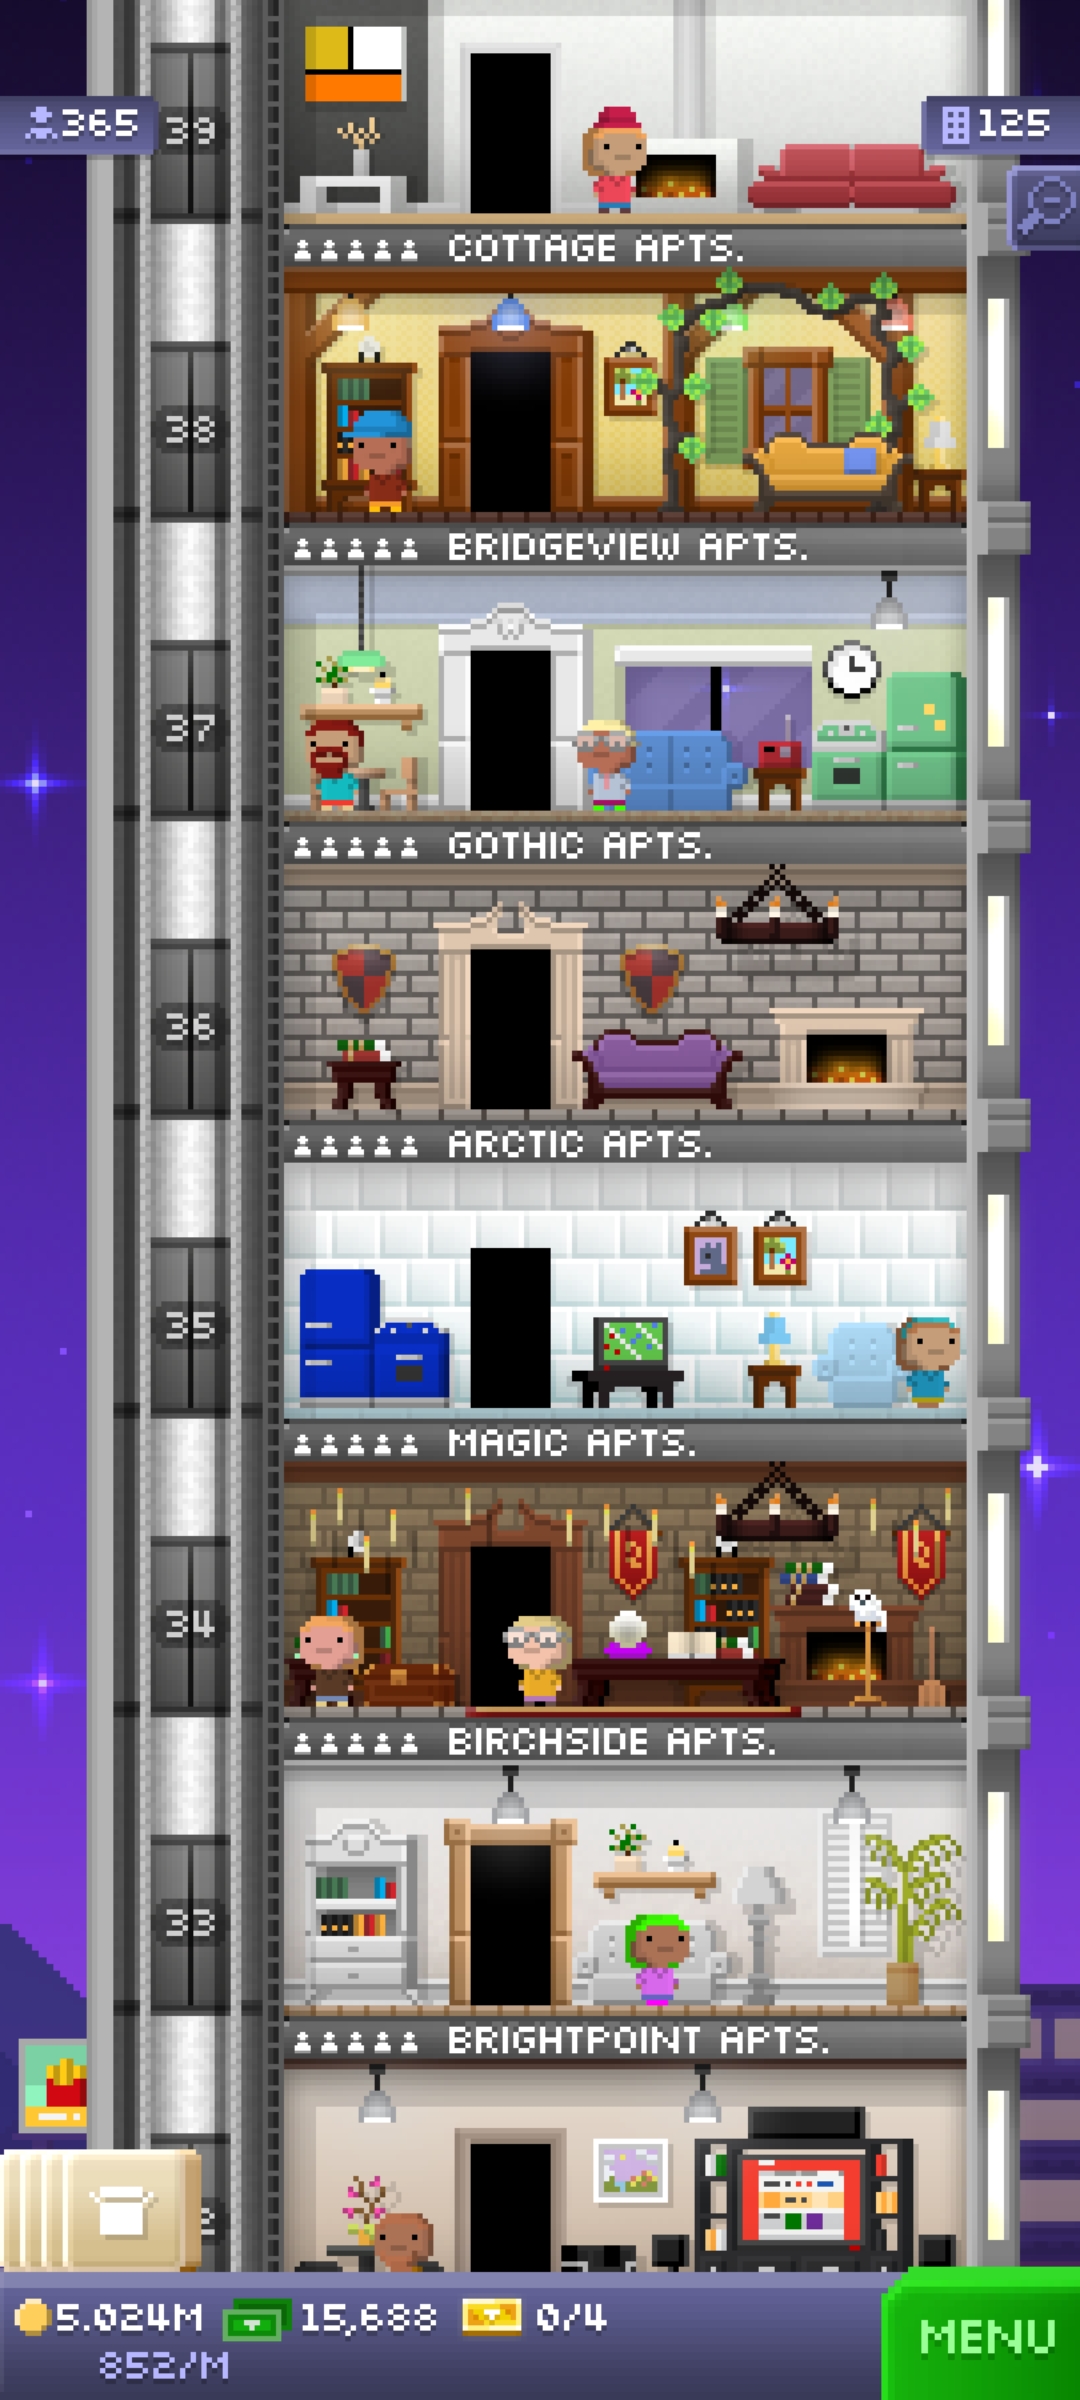 365
39
125
COTTAGE APTS.
38
BRIDGEVIEW APTS.
37
GOTHIC APTS.
36
ARCTIC APTS.
35
MAGIC APTS.
34
BIRCHSIDE APTS.
33
BRIGHTPOINT APTS.
2
5.024M 15,688 0/4
852/M
MENU